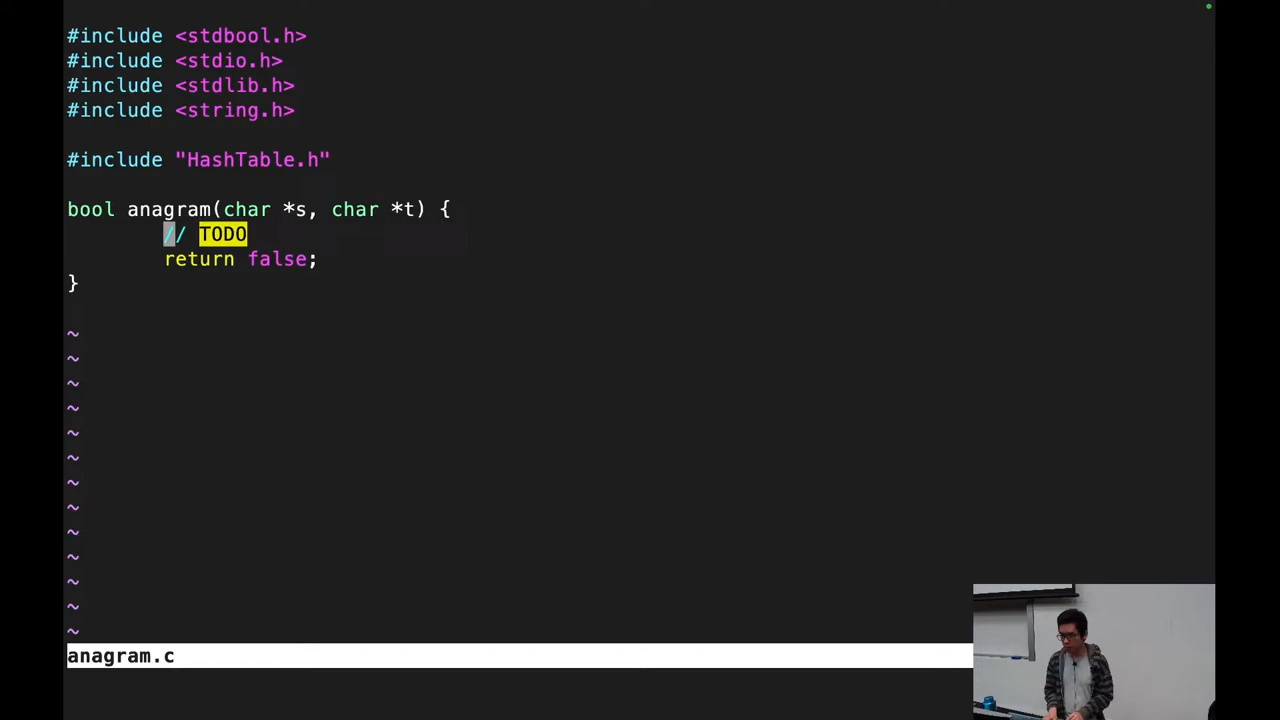 #include <stdbool.h>
#include <stdio.h>
#include <stdlib.h>
#include <string.h>
#include "HashTable.h"
bool anagram(char *s, char *t) {
// TODO
return false;
}
~
~
~
~
~
~
~
~
~
~
~
~
~
anagram.c